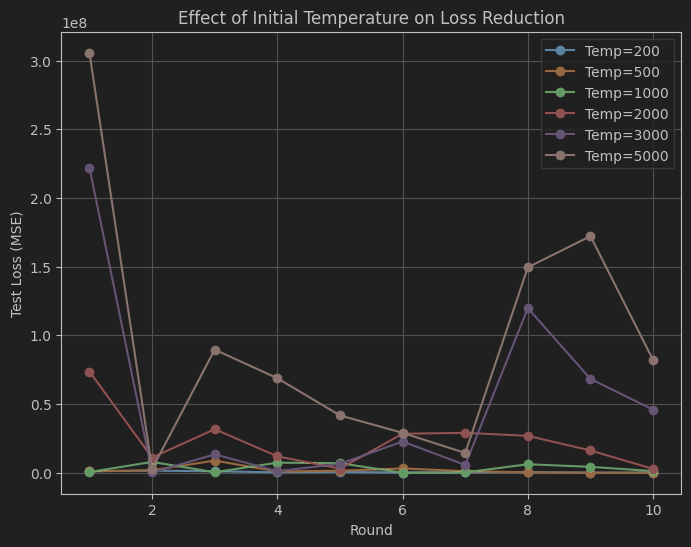 Effect of Initial Temperature on Loss Reduction
1e8
Temp=200
Temp=500
Temp=1000
Temp=2000
Temp=3000
Temp=5000
3.0
2.5
2.0
1.5
1.0
0.5
0.0
Test Loss (MSE)
2 4 6 8 10
Round